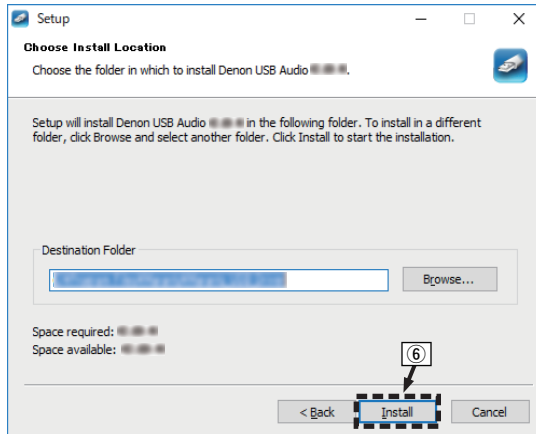 Setup
Choose Install Location
Choose the folder in which to install Denon USB Audio
Setup will install Denon USB Audio in the following folder. To install in a different
folder, click Browse and select another folder. Click Install to start the installation.
Destination Folder
Browse...
Space required:
Space available:
⑥
< Back Install Cancel